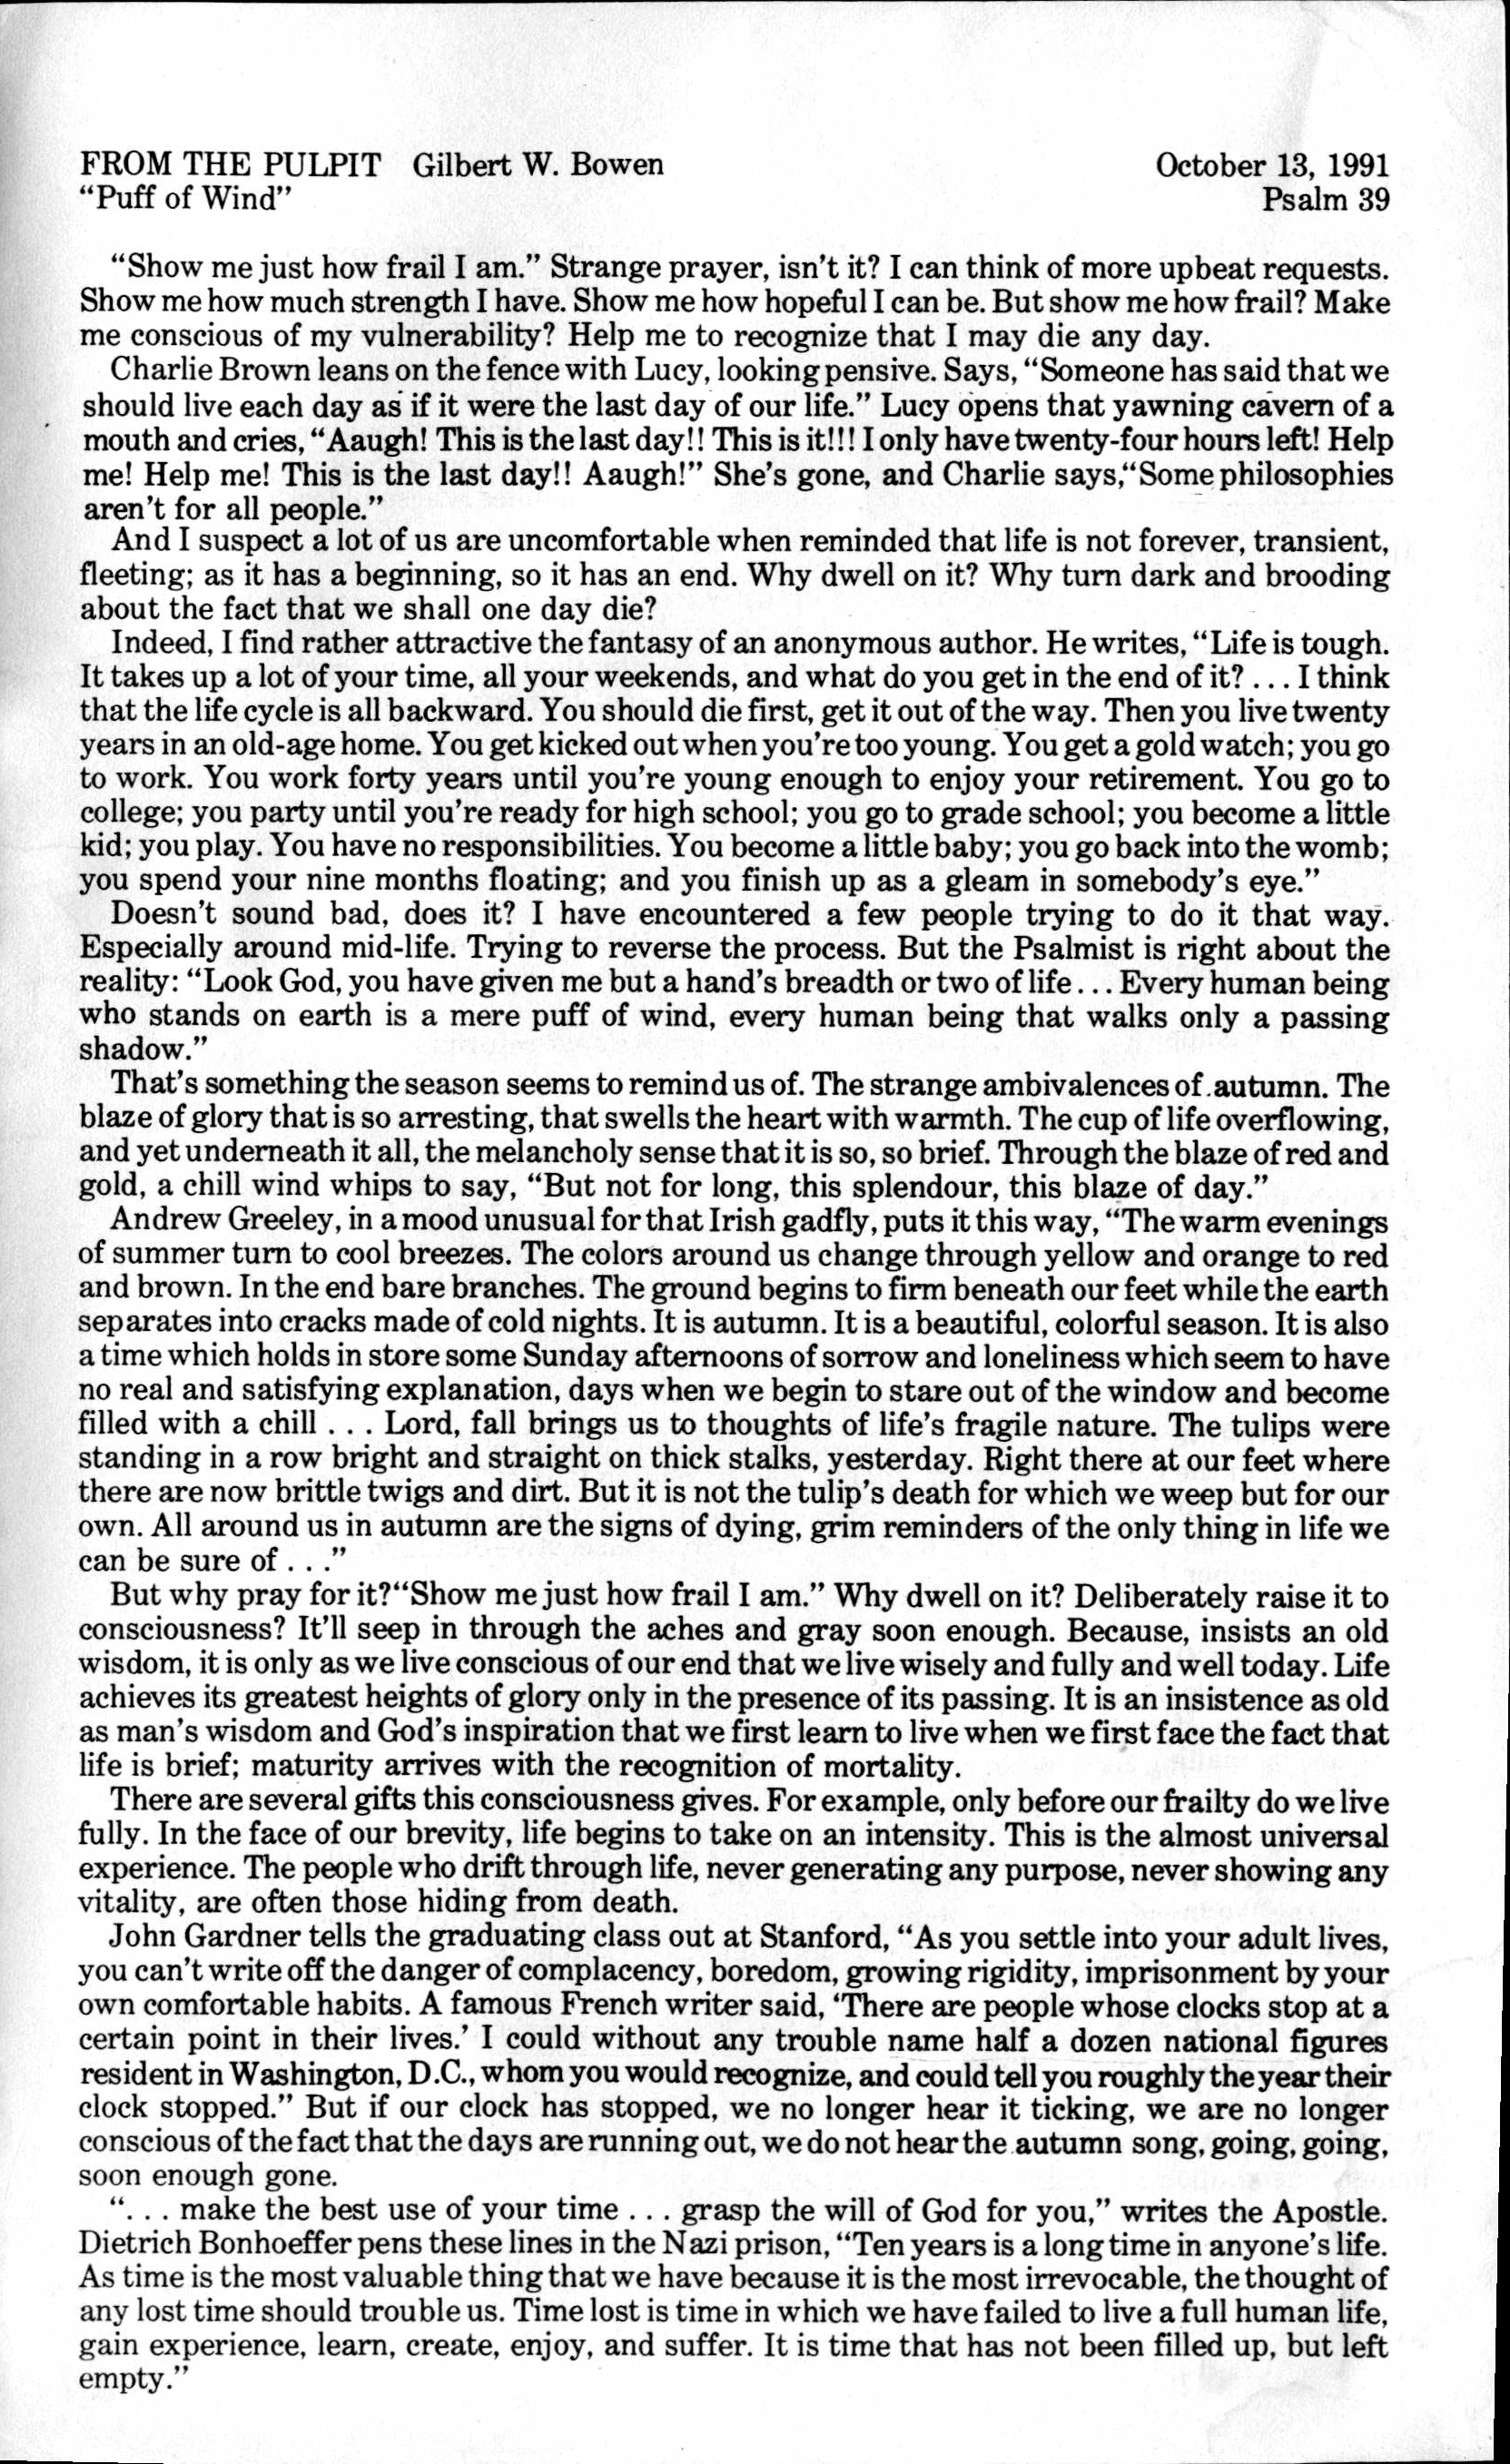 FROM THE PULPIT Gilbert W. Bowen October 13, 1991
“Puff of Wind” Psalm 39
“Show me just how frail I am.” Strange prayer, isn’t it? I can think of more upbeat requests.
Show me how much strength I have. Show me how hopeful I can be. But show me how frail? Make
me conscious of my vulnerability? Help me to recognize that I may die any day.
Charlie Brown leans on the fence with Lucy, looking pensive. Says, “Someone has said that we
should live each day as if it were the last day of our life.” Lucy opens that yawning cavern of a
mouth and cries, “Aaugh! This is the last day!! This is it!!! I only have twenty-four hours left! Help
me! Help me! This is the last day!! Aaugh!” She’s gone, and Charlie says,“Some philosophies
aren’t for all people.”
And I suspect a lot of us are uncomfortable when reminded that life is not forever, transient,
fleeting; as it has a beginning, so it has an end. Why dwell on it? Why turn dark and brooding
about the fact that we shall one day die?
Indeed, I find rather attractive the fantasy of an anonymous author. He writes, “Life is tough.
It takes up a lot of your time, all your weekends, and what do you get in the end of it? . . . I think
that the life cycle is all backward. You should die first, get it out of the way. Then you live twenty
years in an old-age home. You get kicked out when you’re too young. You get a gold watch; you go
to work. You work forty years until you’re young enough to enjoy your retirement. You go to
college; you party until you’re ready for high school; you go to grade school; you become a little
kid; you play. You have no responsibilities. You become a little baby; you go back into the womb;
you spend your nine months floating; and you finish up as a gleam in somebody’s eye.”
Doesn’t sound bad, does it? I have encountered a few people trying to do it that way.
Especially around mid-life. Trying to reverse the process. But the Psalmist is right about the
reality: “Look God, you have given me but a hand’s breadth or two of life . . . Every human being
who stands on earth is a mere puff of wind, every human being that walks only a passing
shadow.”
That’s something the season seems to remind us of. The strange ambivalences of autumn. The
blaze of glory that is so arresting, that swells the heart with warmth. The cup of life overflowing,
and yet underneath it all, the melancholy sense that it is so, so brief. Through the blaze of red and
gold, a chill wind whips to say, “But not for long, this splendour, this blaze of day.”
Andrew Greeley, in a mood unusual for that Irish gadfly, puts it this way, “The warm evenings
of summer turn to cool breezes. The colors around us change through yellow and orange to red
and brown. In the end bare branches. The ground begins to firm beneath our feet while the earth
separates into cracks made of cold nights. It is autumn. It is a beautiful, colorful season. It is also
a time which holds in store some Sunday afternoons of sorrow and loneliness which seem to have
no real and satisfying explanation, days when we begin to stare out of the window and become
filled with a chill . . . Lord, fall brings us to thoughts of life’s fragile nature. The tulips were
standing in a row bright and straight on thick stalks, yesterday. Right there at our feet where
there are now brittle twigs and dirt. But it is not the tulip’s death for which we weep but for our
own. All around us in autumn are the signs of dying, grim reminders of the only thing in life we
can be sure of . . .”
But why pray for it?“Show me just how frail I am.” Why dwell on it? Deliberately raise it to
consciousness? It’ll seep in through the aches and gray soon enough. Because, insists an old
wisdom, it is only as we live conscious of our end that we live wisely and fully and well today. Life
achieves its greatest heights of glory only in the presence of its passing. It is an insistence as old
as man’s wisdom and God’s inspiration that we first learn to live when we first face the fact that
life is brief; maturity arrives with the recognition of mortality.
There are several gifts this consciousness gives. For example, only before our frailty do we live
fully. In the face of our brevity, life begins to take on an intensity. This is the almost universal
experience. The people who drift through life, never generating any purpose, never showing any
vitality, are often those hiding from death.
John Gardner tells the graduating class out at Stanford, “As you settle into your adult lives,
you can’t write off the danger of complacency, boredom, growing rigidity, imprisonment by your
own comfortable habits. A famous French writer said, ‘There are people whose clocks stop at a
certain point in their lives.’ I could without any trouble name half a dozen national figures
resident in Washington, D.C., whom you would recognize, and could tell you roughly the year their
clock stopped.” But if our clock has stopped, we no longer hear it ticking, we are no longer
conscious of the fact that the days are running out, we do not hear the autumn song, going, going,
soon enough gone.
“. . . make the best use of your time . . . grasp the will of God for you,” writes the Apostle.
Dietrich Bonhoeffer pens these lines in the Nazi prison, “Ten years is a long time in anyone’s life.
As time is the most valuable thing that we have because it is the most irrevocable, the thought of
any lost time should trouble us. Time lost is time in which we have failed to live a full human life,
gain experience, learn, create, enjoy, and suffer. It is time that has not been filled up, but left
empty.”